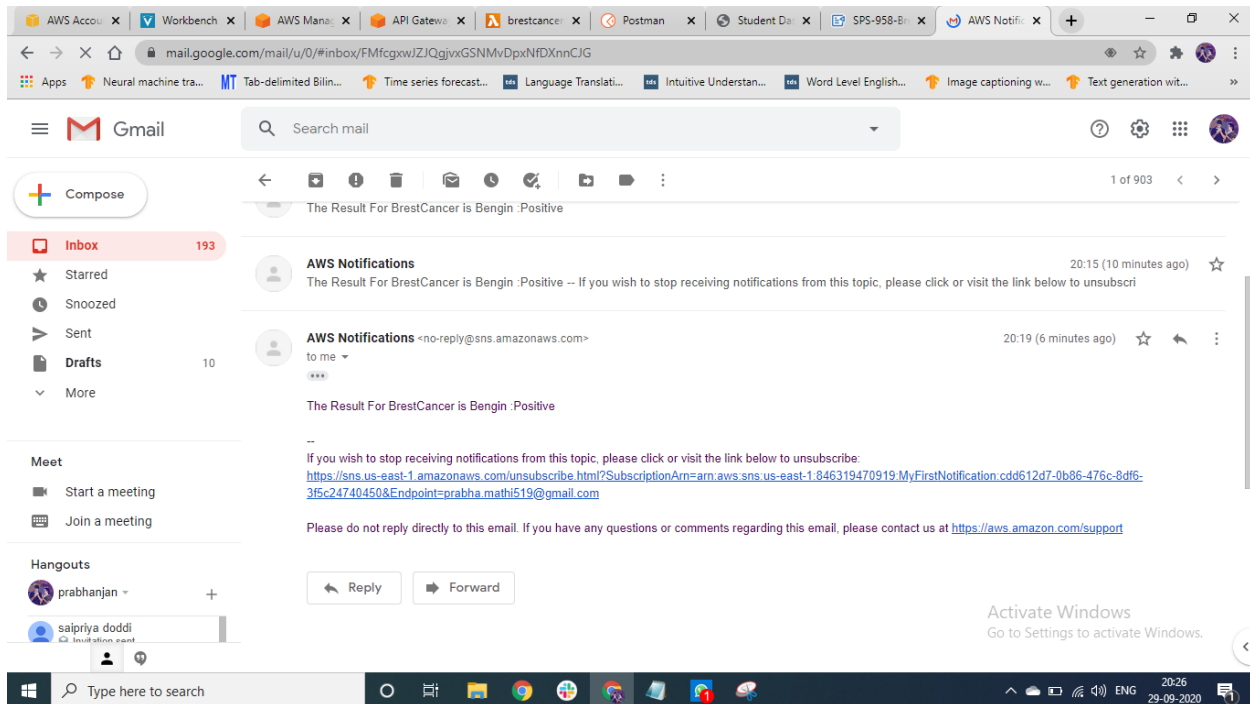 AWS Accou
Workbench
AWS Manag
API Gatewa
brestcancer
Postman
Student Da
SPS-958-Br
AWS Notific
mail.google.com/mail/u/0/#inbox/FMfcgxwJZJQgjvxGSNMvDpxNfDXnnCJG
Apps
Neural machine tra...
MT Tab-delimited Bilin...
Time series forecast...
tds Language Translati...
tds Intuitive Understan...
tds Word Level English...
Image captioning w...
Text generation wit...
Gmail
Search mail
Compose
1 of 903
The Result For BrestCancer is Bengin :Positive
Inbox 193
Starred
Snoozed
Sent
Drafts 10
More
AWS Notifications 20:15 (10 minutes ago)
The Result For BrestCancer is Bengin :Positive -- If you wish to stop receiving notifications from this topic, please click or visit the link below to unsubscri
AWS Notifications <no-reply@sns.amazonaws.com> 20:19 (6 minutes ago)
to me
The Result For BrestCancer is Bengin :Positive
--
If you wish to stop receiving notifications from this topic, please click or visit the link below to unsubscribe:
https://sns.us-east-1.amazonaws.com/unsubscribe.html?SubscriptionArn=arn:aws:sns:us-east-1:846319470919:MyFirstNotification:cdd612d7-0b86-476c-8df6-
3f5c24740450&Endpoint=prabha.mathi519@gmail.com
Please do not reply directly to this email. If you have any questions or comments regarding this email, please contact us at https://aws.amazon.com/support
Reply
Forward
Meet
Start a meeting
Join a meeting
Hangouts
prabhanjan
saipriya doddi
Invitation sent
Activate Windows
Go to Settings to activate Windows.
Type here to search
ENG
20:26
29-09-2020